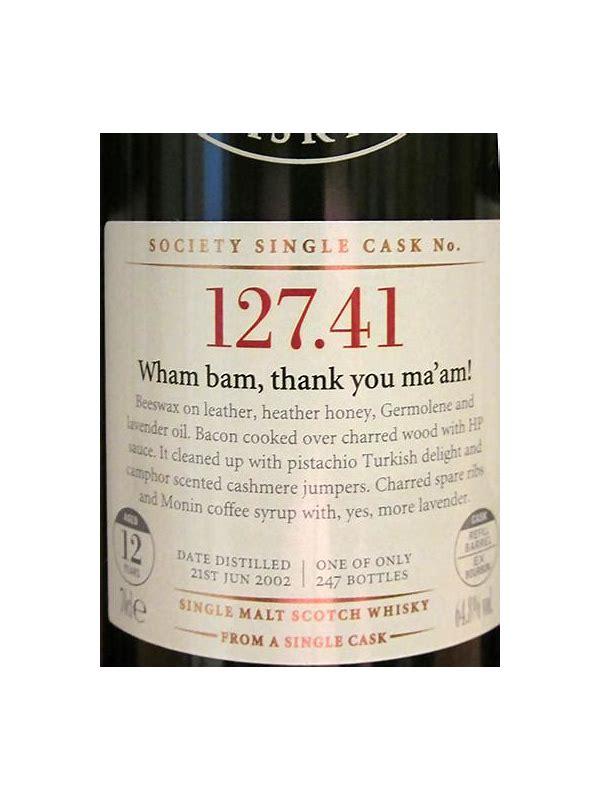 SOCIETY SINGLE CASK No.
127.41
Wham bam, thank you ma'am!
Beeswax on leather, heather honey, Germolene and
lavender oil. Bacon cooked over charred wood with HP
sauce. It cleaned up with pistachio Turkish delight and
camphor scented cashmere jumpers. Charred spare ribs
and Monin coffee syrup with, yes, more lavender.
AGED
12
YEARS
DATE DISTILLED
21ST JUN 2002
ONE OF ONLY
247 BOTTLES
CASK
REFILL
BARREL
EX
BOURBON
70cl e
SINGLE MALT SCOTCH WHISKY
FROM A SINGLE CASK